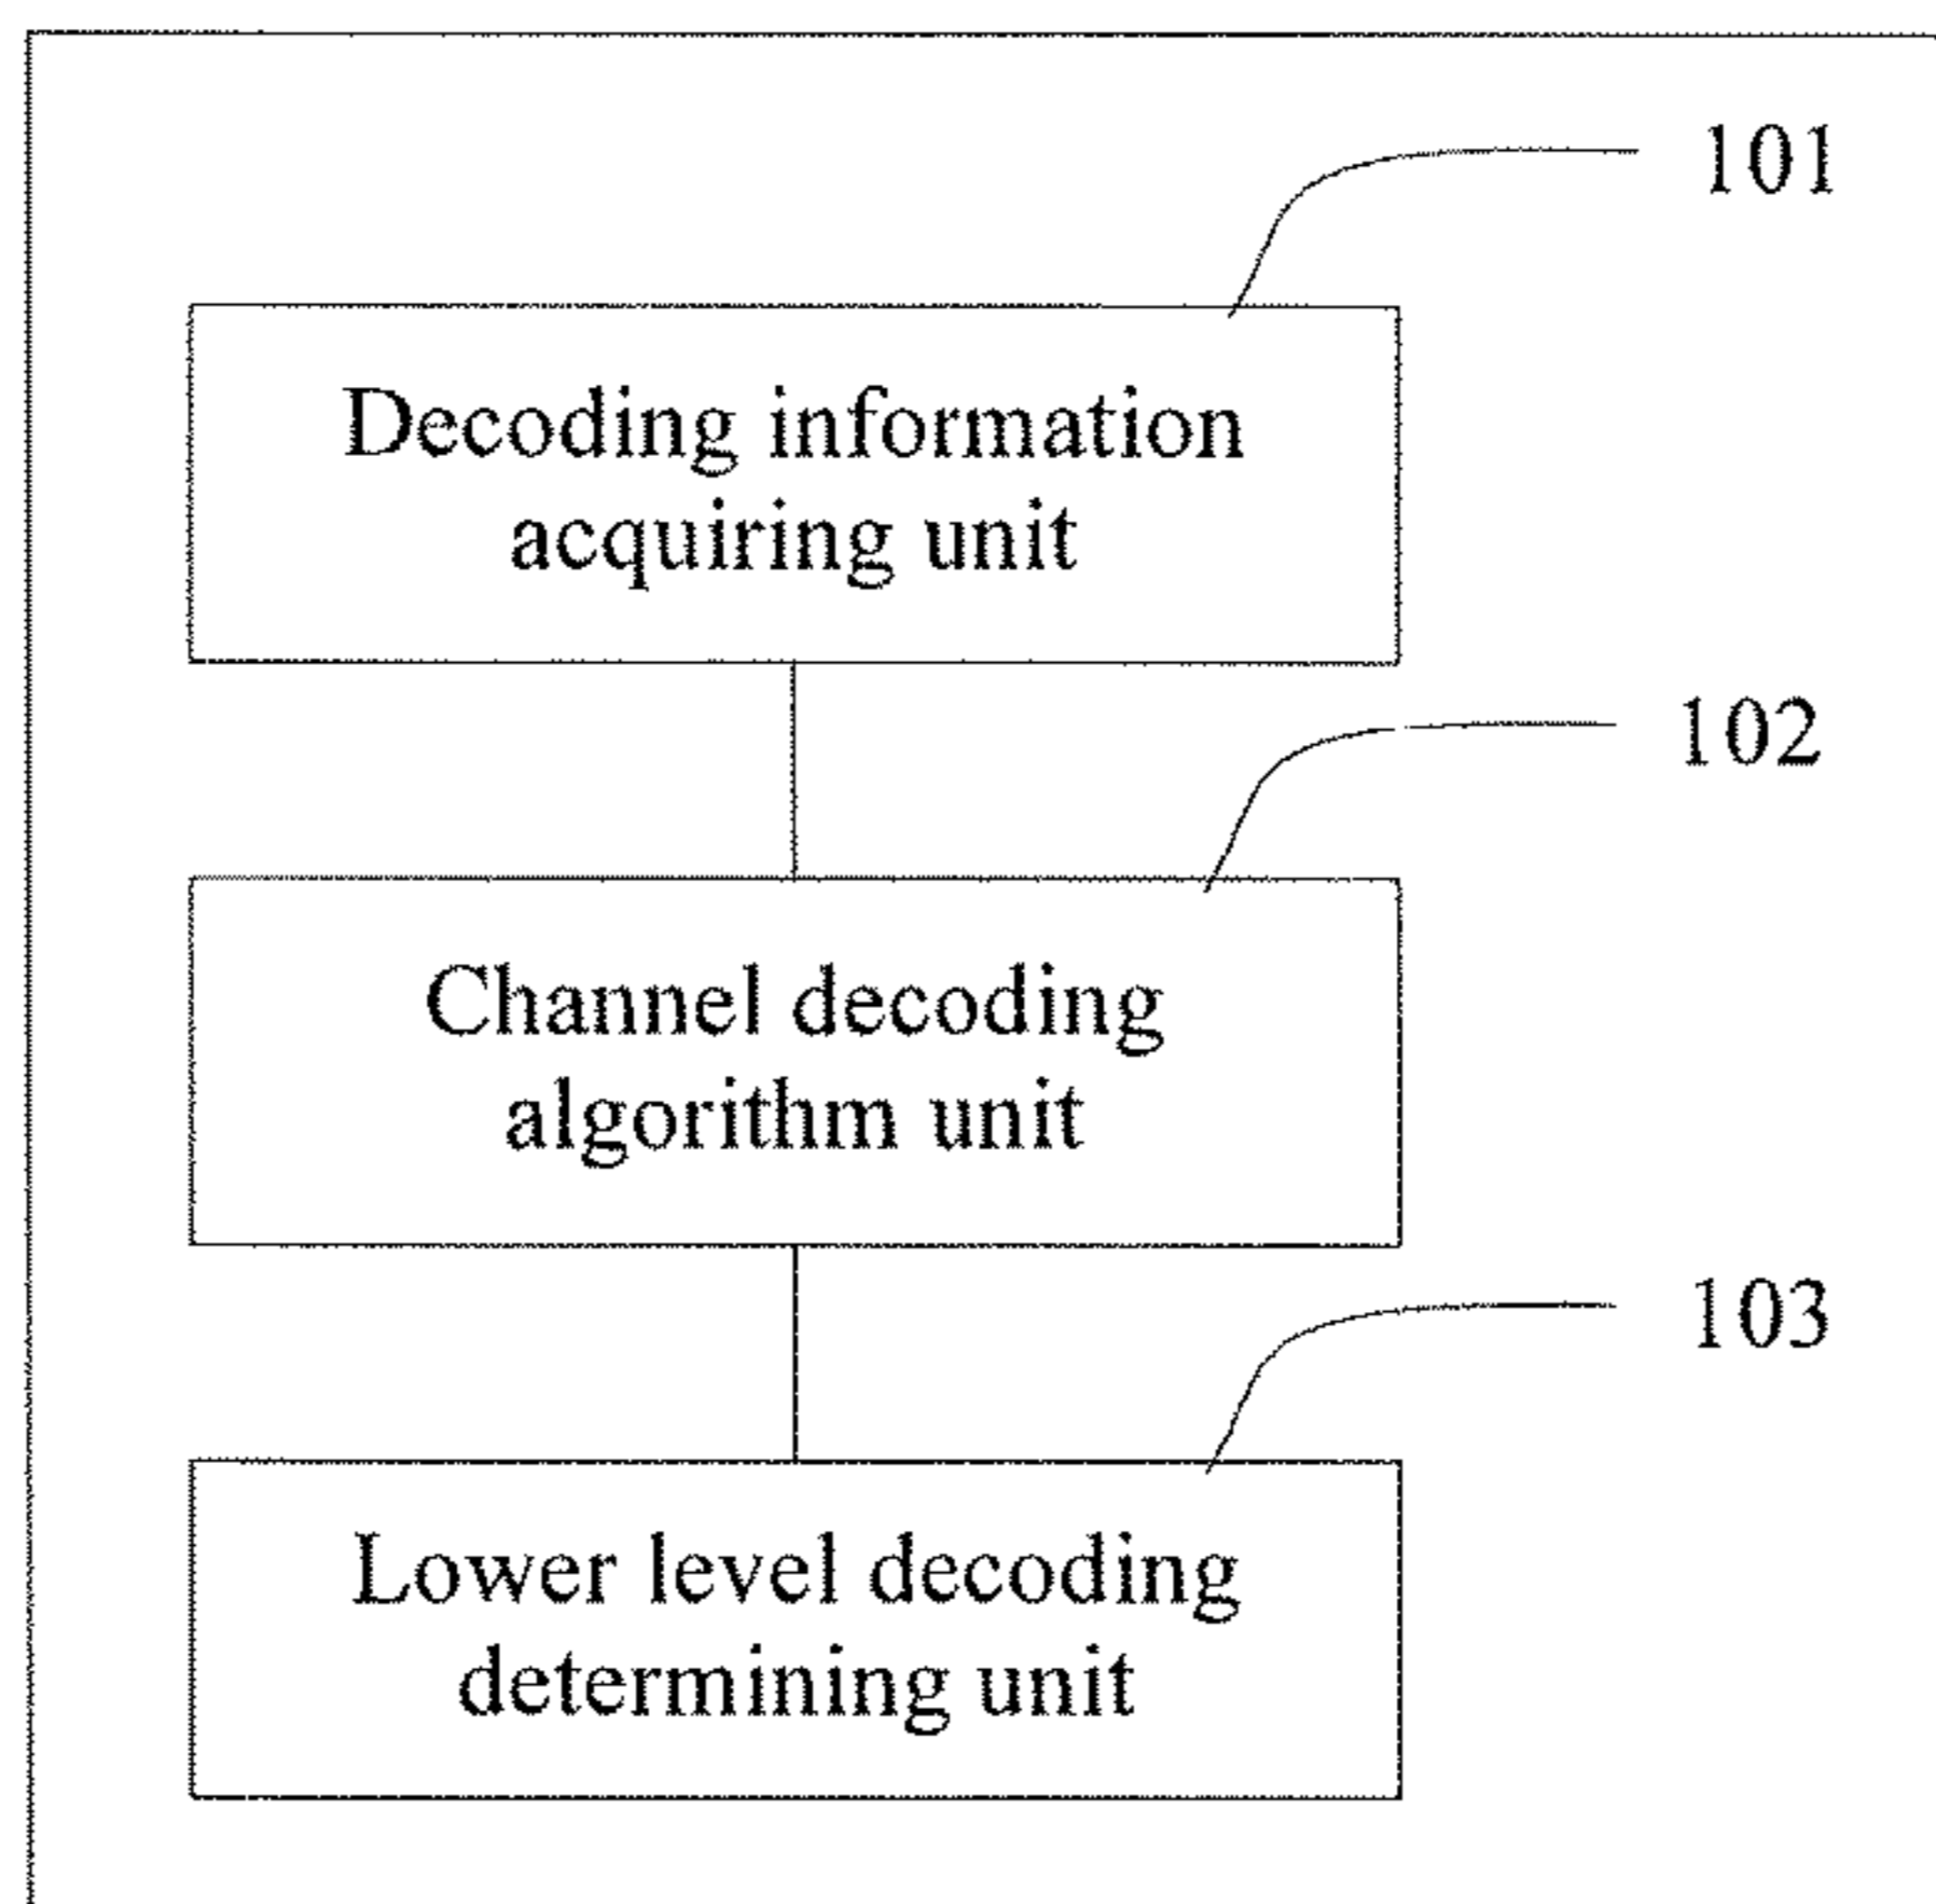 101
Decoding information
acquiring unit
102
Channel decoding
algorithm unit
103
Lower level decoding
determining unit